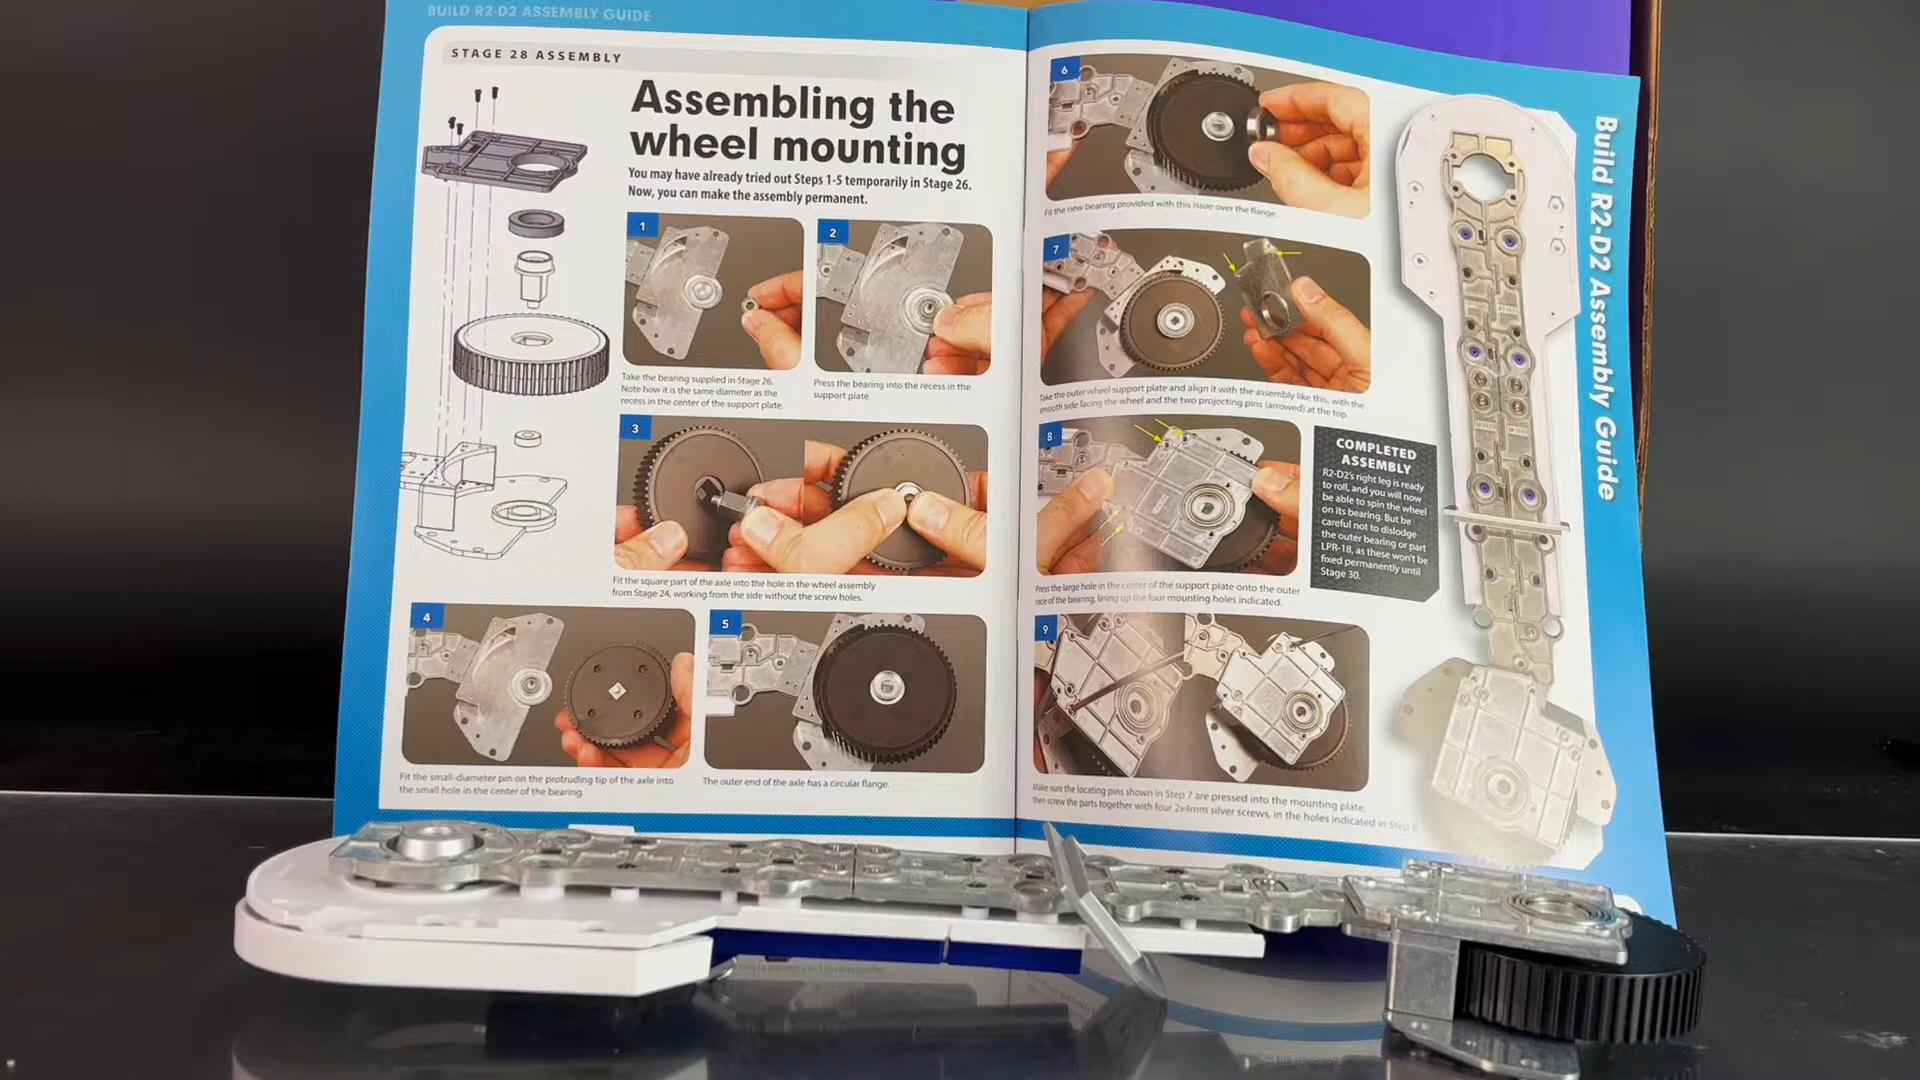 BUILD R2-D2 ASSEMBLY GUIDE
STAGE 28 ASSEMBLY
Assembling the
wheel mounting
You may have already tried out Steps 1-5 temporarily in Stage 26.
Now, you can make the assembly permanent.
1
2
Take the bearing supplied in Stage 26.
Note how it is the same diameter as the
recess in the center of the support plate.
Press the bearing into the recess in the
support plate.
3
Fit the square part of the axle into the hole in the wheel assembly
from Stage 24, working from the side without the screw holes.
4
5
Fit the small-diameter pin on the protruding tip of the axle into
the small hole in the center of the bearing.
The outer end of the axle has a circular flange.
6
Fit the new bearing provided with this issue over the flange.
7
Take the outer wheel support plate and align it with the assembly like this, with the
smooth side facing the wheel and the two projecting pins (arrowed) at the top.
8
Press the large hole in the center of the support plate onto the outer
race of the bearing, lining up the four mounting holes indicated.
9
Make sure the locating pins shown in Step 7 are pressed into the mounting plate,
then screw the parts together with four 2x4mm silver screws, in the holes indicated in Step
COMPLETED
ASSEMBLY
R2-D2's right leg is ready
to roll, and you will now
be able to spin the wheel
on its bearing. But be
careful not to dislodge
the outer bearing or part
LPR-18, as these won't be
fixed permanently until
Stage 30.
Build R2-D2 Assembly Guide